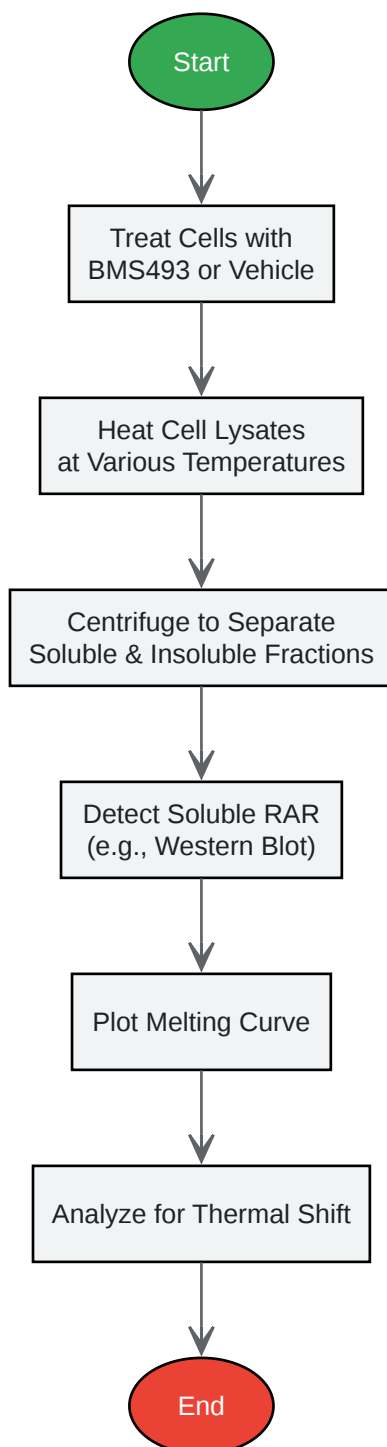 Start
Treat Cells with
BMS493 or Vehicle
Heat Cell Lysates
at Various Temperatures
Centrifuge to Separate
Soluble & Insoluble Fractions
Detect Soluble RAR
(e.g., Western Blot)
Plot Melting Curve
Analyze for Thermal Shift
End